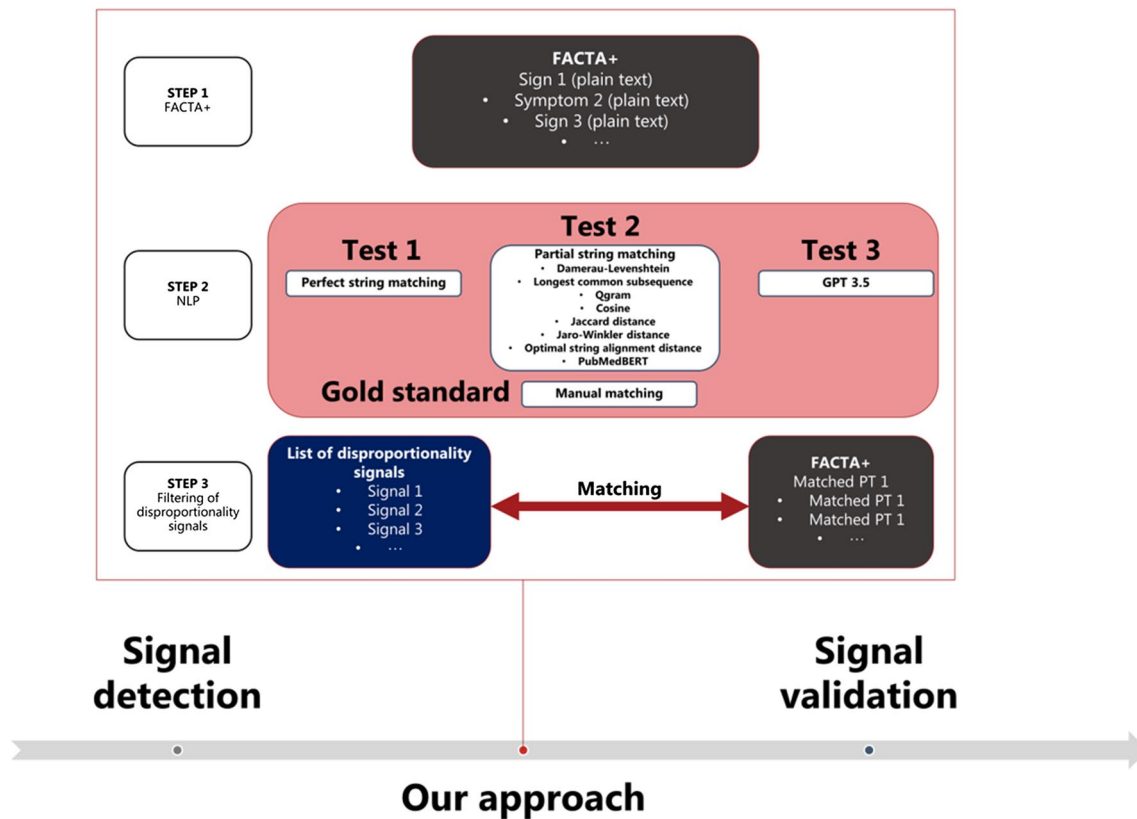 STEP 1
FACTA+
FACTA+
Sign 1 (plain text)
• Symptom 2 (plain text)
• Sign 3 (plain text)
• ...
STEP 2
NLP
Test 1
Perfect string matching
Test 2
Partial string matching
• Damerau-Levenshtein
• Longest common subsequence
• Qgram
• Cosine
• Jaccard distance
• Jaro-Winkler distance
• Optimal string alignment distance
• PubMedBERT
Test 3
GPT 3.5
Gold standard
Manual matching
STEP 3
Filtering of
disproportionality
signals
List of disproportionality
signals
• Signal 1
• Signal 2
• Signal 3
• ...
Matching
FACTA+
Matched PT 1
• Matched PT 1
• Matched PT 1
• ...
Signal
detection
Signal
validation
Our approach